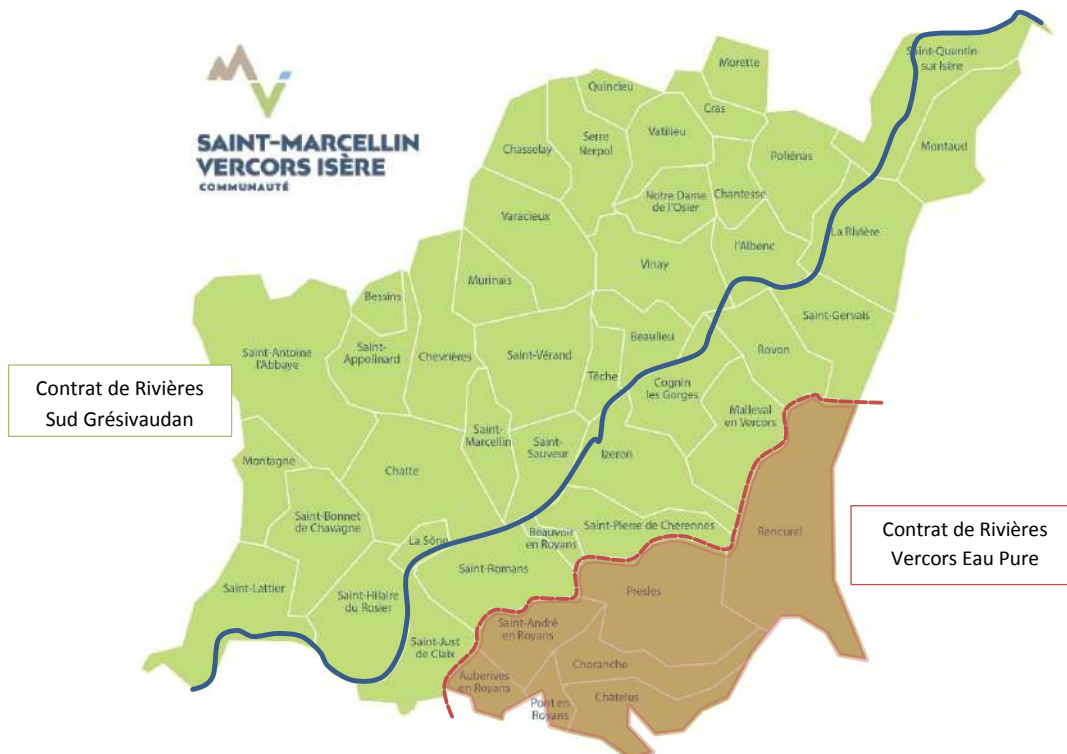 SAINT-MARCELLIN
VERCORS ISÈRE
COMMUNAUTÉ
Saint-Quentin
sur Isère
Morette
Quincieu
Cras
Montaud
Chasselay
Serre
Nerpol
Vatilieu
Poliénas
Notre Dame
de l'Osier
Chantesse
Varacieux
La Rivière
l'Albenc
Vinay
Murinais
Bessins
Saint-Gervais
Saint-Antoine
l'Abbaye
Saint-
Appolinard
Chevrières
Saint-Vérand
Beaulieu
Rovon
Têche
Cognin
les Gorges
Contrat de Rivières
Sud Grésivaudan
Malleval
en Vercors
Saint-
Marcellin
Saint-
Sauveur
Izeron
Montagne
Chatte
Saint-Bonnet
de Chavagne
Saint-Pierre de Chérennes
Rencurel
Contrat de Rivières
Vercors Eau Pure
La Sône
Beauvoir
en Royans
Saint-Romans
Saint-Lattier
Saint-Hilaire
du Rosier
Presles
Saint-André
en Royans
Saint-Just
de Claix
Choranche
Auberives
en Royans
Châtelus
Pont en
Royans